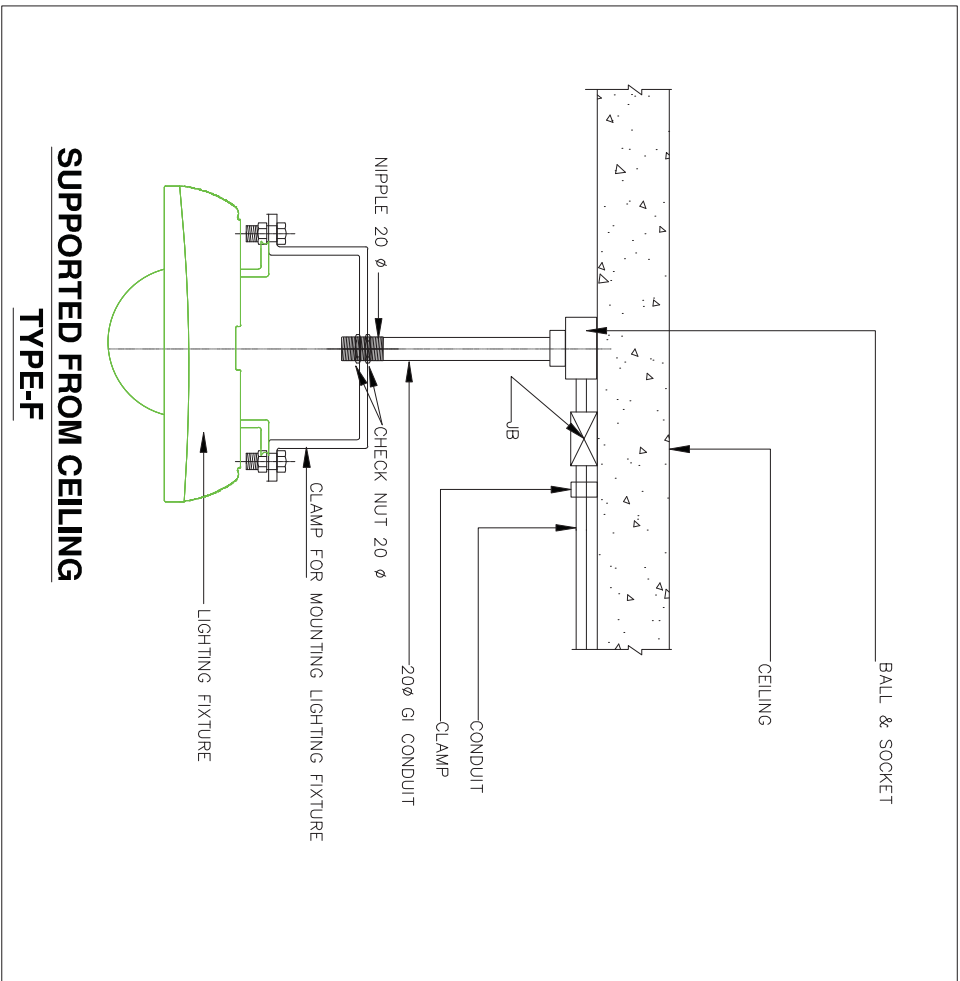 BALL & SOCKET
CEILING
CONDUIT
CLAMP
20Ø GI CONDUIT
JB
NIPPLE 20 Ø
CHECK NUT 20 Ø
CLAMP FOR MOUNTING LIGHTING FIXTURE
LIGHTING FIXTURE
SUPPORTED FROM CEILING
TYPE-F